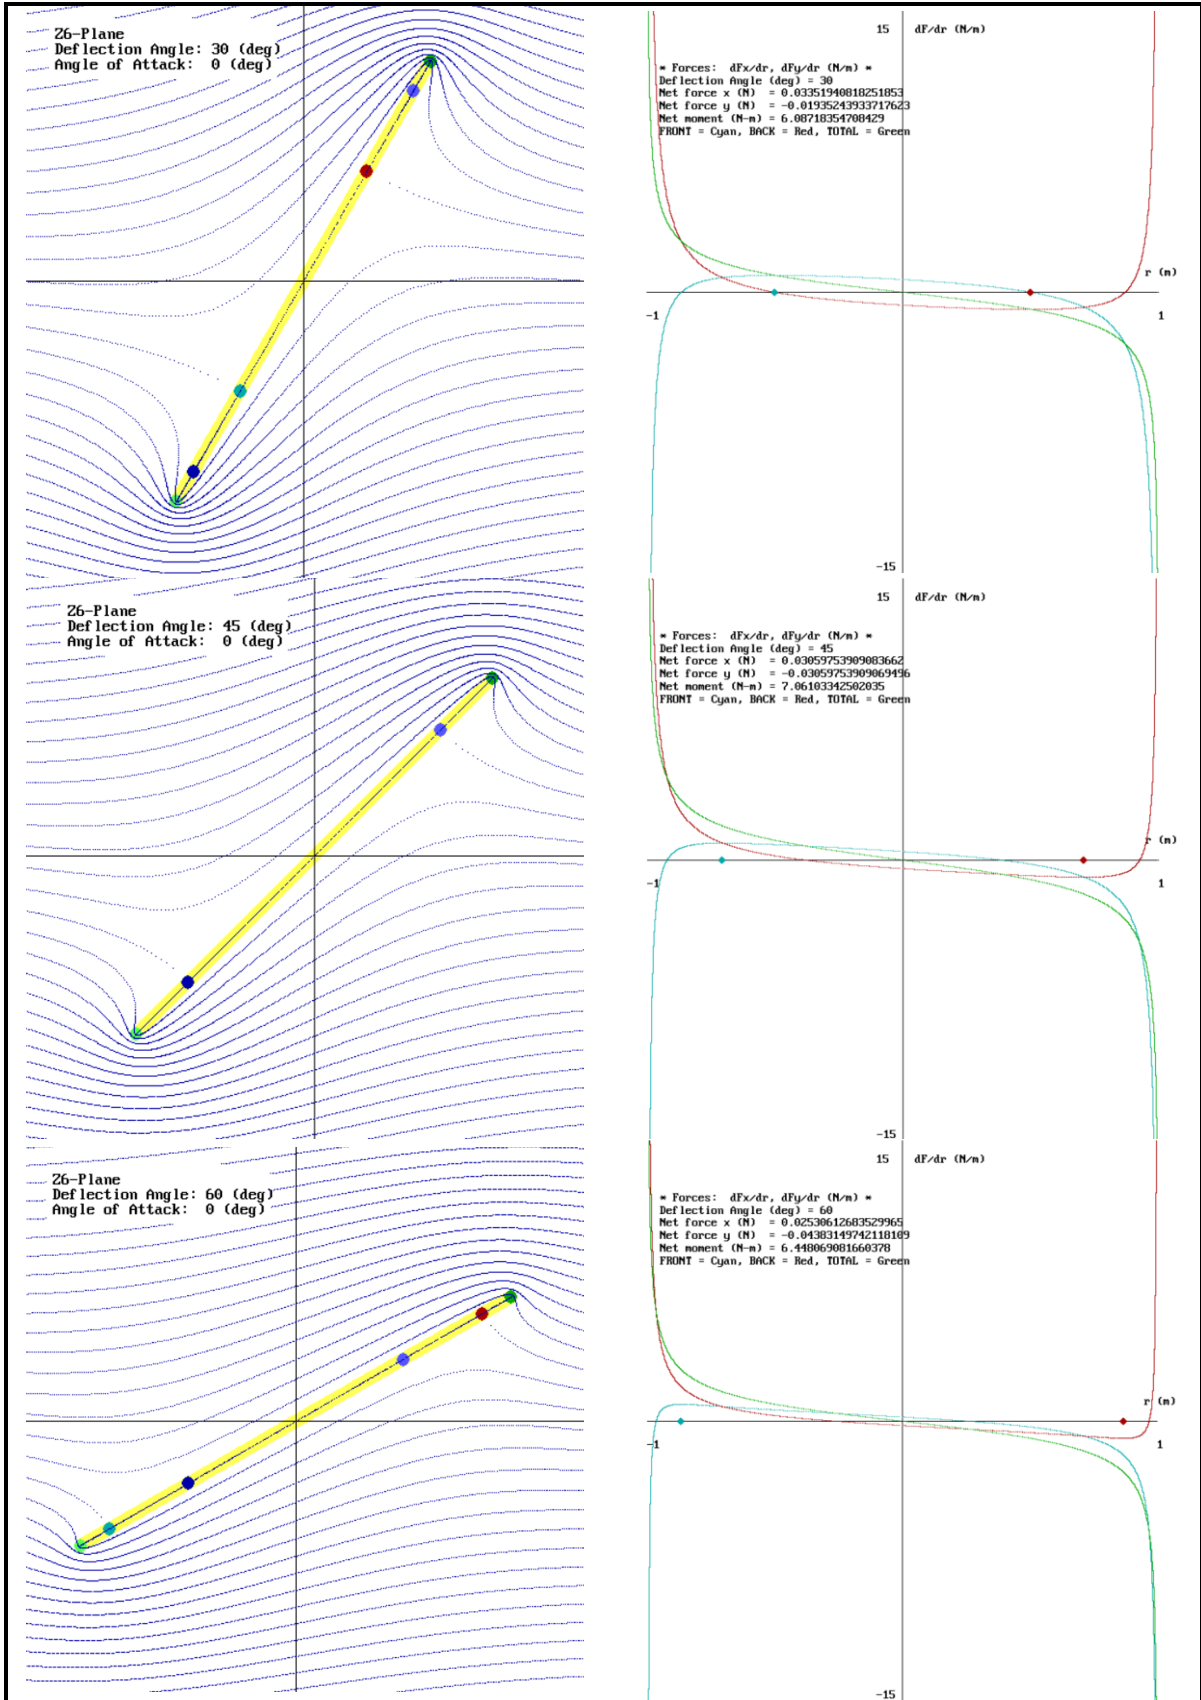 Z6-Plane
Deflection Angle: 30 (deg)
Angle of Attack: 0 (deg)
15 dF/dr (N/m)
* Forces: dFx/dr, dFy/dr (N/m) *
Deflection Angle (deg) = 30
Net force x (N) = 0.03351940818251853
Net force y (N) = -0.01935243933717623
Net moment (N-m) = 6.08718354708429
FRONT = Cyan, BACK = Red, TOTAL = Green
r (m)
-1
1
-15
Z6-Plane
Deflection Angle: 45 (deg)
Angle of Attack: 0 (deg)
15 dF/dr (N/m)
* Forces: dFx/dr, dFy/dr (N/m) *
Deflection Angle (deg) = 45
Net force x (N) = 0.03059753909083662
Net force y (N) = -0.03059753909069496
Net moment (N-m) = 7.06103342502035
FRONT = Cyan, BACK = Red, TOTAL = Green
r (m)
-1
1
-15
Z6-Plane
Deflection Angle: 60 (deg)
Angle of Attack: 0 (deg)
15 dF/dr (N/m)
* Forces: dFx/dr, dFy/dr (N/m) *
Deflection Angle (deg) = 60
Net force x (N) = 0.02530612683529965
Net force y (N) = -0.04383149742118109
Net moment (N-m) = 6.448069081660378
FRONT = Cyan, BACK = Red, TOTAL = Green
r (m)
-1
1
-15